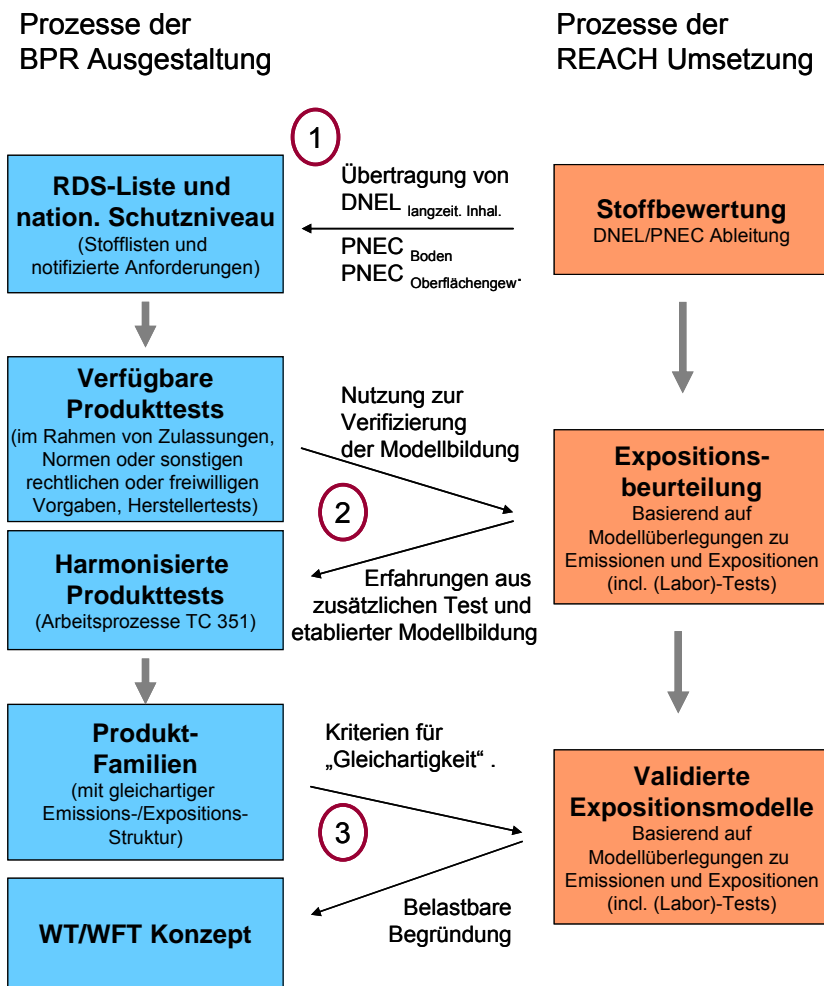 Prozesse der
BPR Ausgestaltung
Prozesse der
REACH Umsetzung
1
RDS-Liste und
nation. Schutzniveau
(Stofflisten und
notifizierte Anforderungen)
Übertragung von
DNEL langzeit. Inhal.
PNEC Boden
PNEC Oberflächengew.
Stoffbewertung
DNEL/PNEC Ableitung
Verfügbare
Produkttests
(im Rahmen von Zulassungen,
Normen oder sonstigen
rechtlichen oder freiwilligen
Vorgaben, Herstellertests)
Nutzung zur
Verifizierung
der Modellbildung
2
Expositions-
beurteilung
Basierend auf
Modellüberlegungen zu
Emissionen und Expositionen
(incl. (Labor)-Tests)
Harmonisierte
Produkttests
(Arbeitsprozesse TC 351)
Erfahrungen aus
zusätzlichen Test und
etablierter Modellbildung
Produkt-
Familien
(mit gleichartiger
Emissions-/Expositions-
Struktur)
Kriterien für
„Gleichartigkeit“ .
3
Validierte
Expositionsmodelle
Basierend auf
Modellüberlegungen zu
Emissionen und Expositionen
(incl. (Labor)-Tests)
WT/WFT Konzept
Belastbare
Begründung